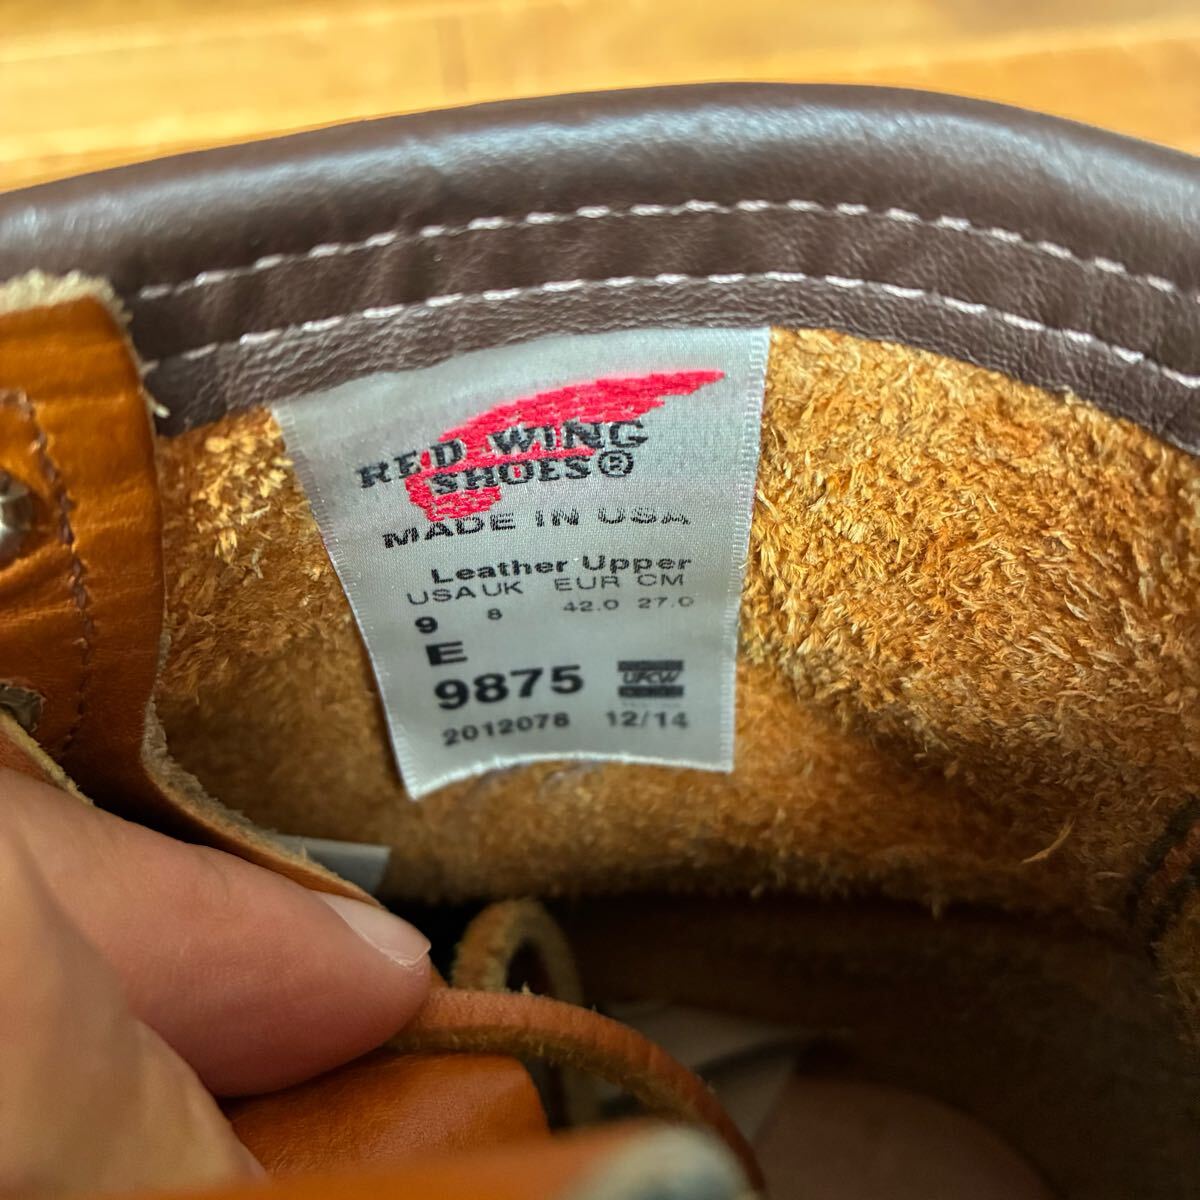 RED WING
SHOES®
MADE IN USA
Leather Upper
USA UK EUR CM
9 8 42.0 27.0
E
9875 UFCW
2012078 12/14